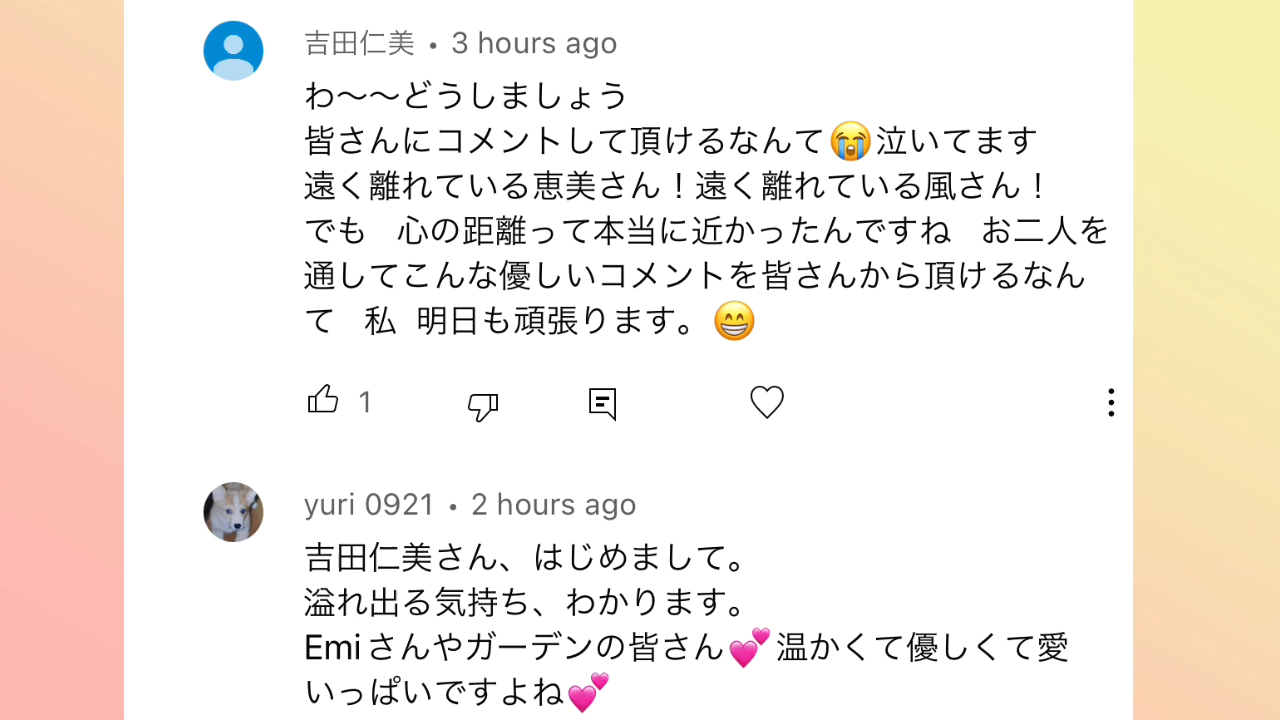 吉田仁美 • 3 hours ago
わ〜〜どうしましょう
皆さんにコメントして頂けるなんて😭泣いてます
遠く離れている恵美さん！遠く離れている風さん！
でも　心の距離って本当に近かったんですね　お二人を
通してこんな優しいコメントを皆さんから頂けるなん
て　私 明日も頑張ります。😁
1
yuri 0921 • 2 hours ago
吉田仁美さん、はじめまして。
溢れ出る気持ち、わかります。
Emiさんやガーデンの皆さん💕温かくて優しくて愛
いっぱいですよね💕